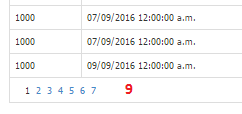 1000 07/09/2016 12:00:00 a.m.
1000 08/09/2016 12:00:00 a.m.
1000 09/09/2016 12:00:00 a.m.
1 2 3 4 5 6 7 9